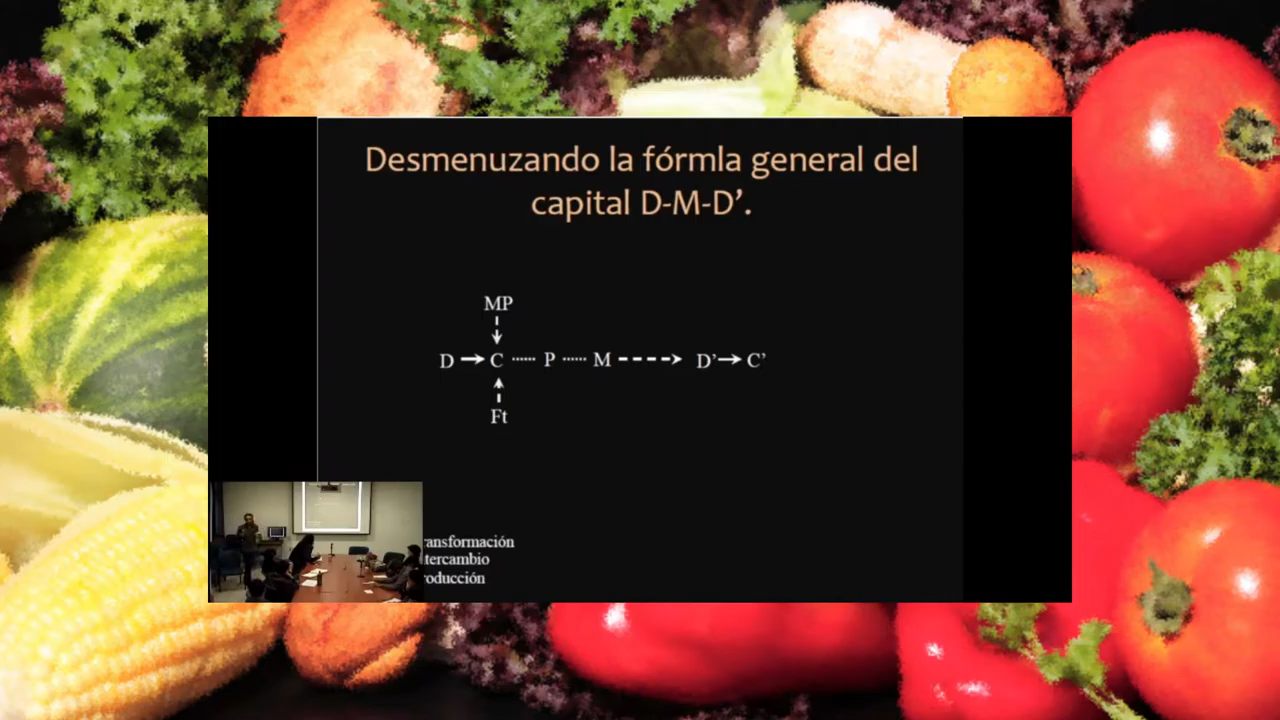 Desmenuzando la fórmla general del
capital D-M-D’.
MP
D C P M D’ C’
Ft
ransformación
tercambio
roducción